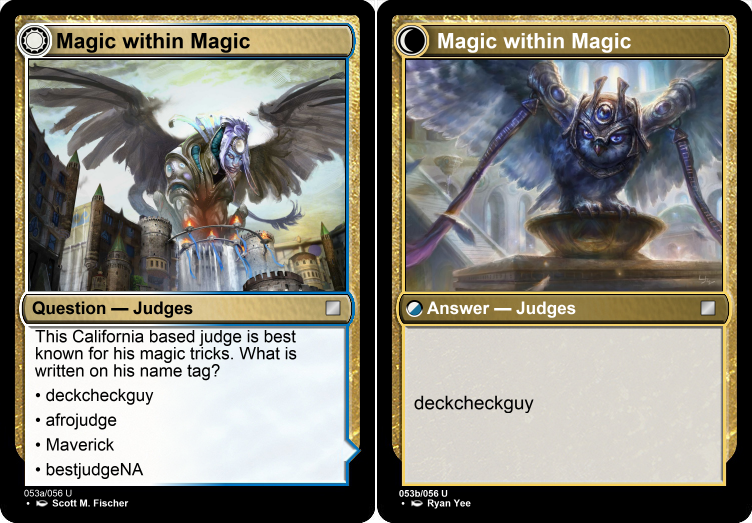 Magic within Magic
Question — Judges
This California based judge is best
known for his magic tricks. What is
written on his name tag?
• deckcheckguy
• afrojudge
• Maverick
• bestjudgeNA
053a/056 U
• Scott M. Fischer
Magic within Magic
Answer — Judges
deckcheckguy
053b/056 U
• Ryan Yee